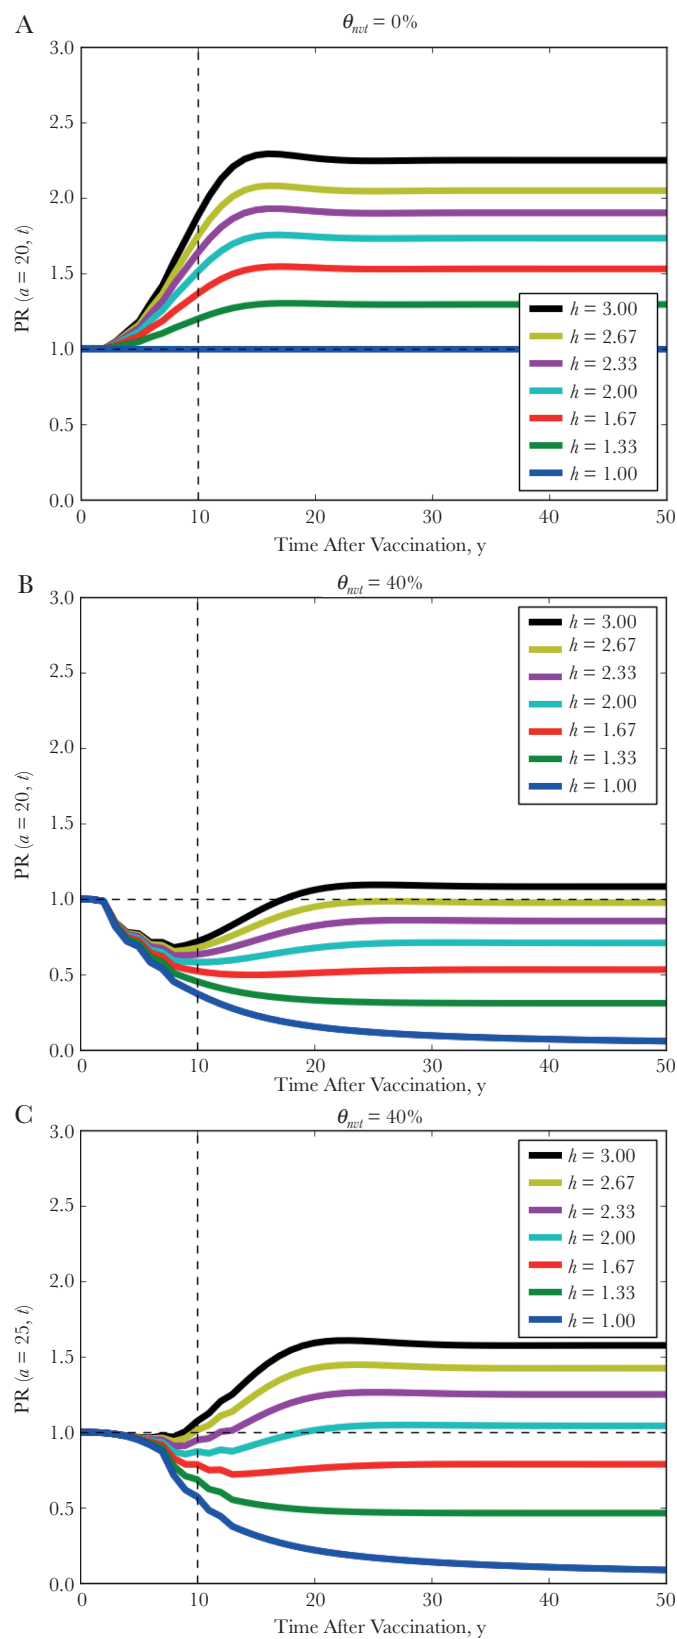 A
θnvt = 0%
3.0
2.5
2.0
1.5
1.0
0.5
0.0
PR (a = 20, t)
h = 3.00
h = 2.67
h = 2.33
h = 2.00
h = 1.67
h = 1.33
h = 1.00
0 10 20 30 40 50
Time After Vaccination, y
B
θnvt = 40%
3.0
2.5
2.0
1.5
1.0
0.5
0.0
PR (a = 20, t)
h = 3.00
h = 2.67
h = 2.33
h = 2.00
h = 1.67
h = 1.33
h = 1.00
0 10 20 30 40 50
Time After Vaccination, y
C
θnvt = 40%
3.0
2.5
2.0
1.5
1.0
0.5
0.0
PR (a = 25, t)
h = 3.00
h = 2.67
h = 2.33
h = 2.00
h = 1.67
h = 1.33
h = 1.00
0 10 20 30 40 50
Time After Vaccination, y